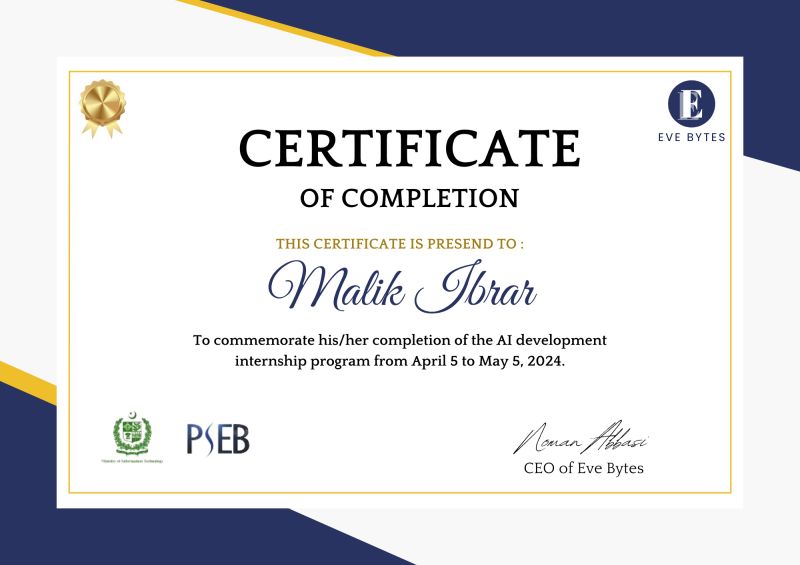 E
EVE BYTES
CERTIFICATE
OF COMPLETION
THIS CERTIFICATE IS PRESEND TO :
Malik Ibrar
To commemorate his/her completion of the AI development
internship program from April 5 to May 5, 2024.
Ministry of Information Technology
PSEB
Noman Abbasi
CEO of Eve Bytes